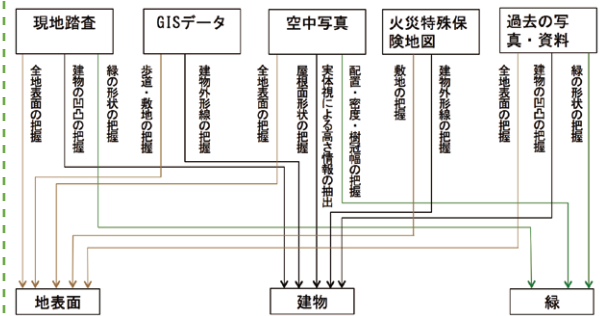 現地踏査
GISデータ
空中写真
火災特殊保
険地図
過去の写
真・資料
全地表面の把握
建物の凹凸の把握
緑の形状の把握
歩道・敷地の把握
建物外形線の把握
全地表面の把握
屋根面形状の把握
実体視による高さ情報の抽出
配置・密度・樹冠幅の把握
敷地の把握
建物外形線の把握
全地表面の把握
建物の凹凸の把握
緑の形状の把握
地表面
建物
緑